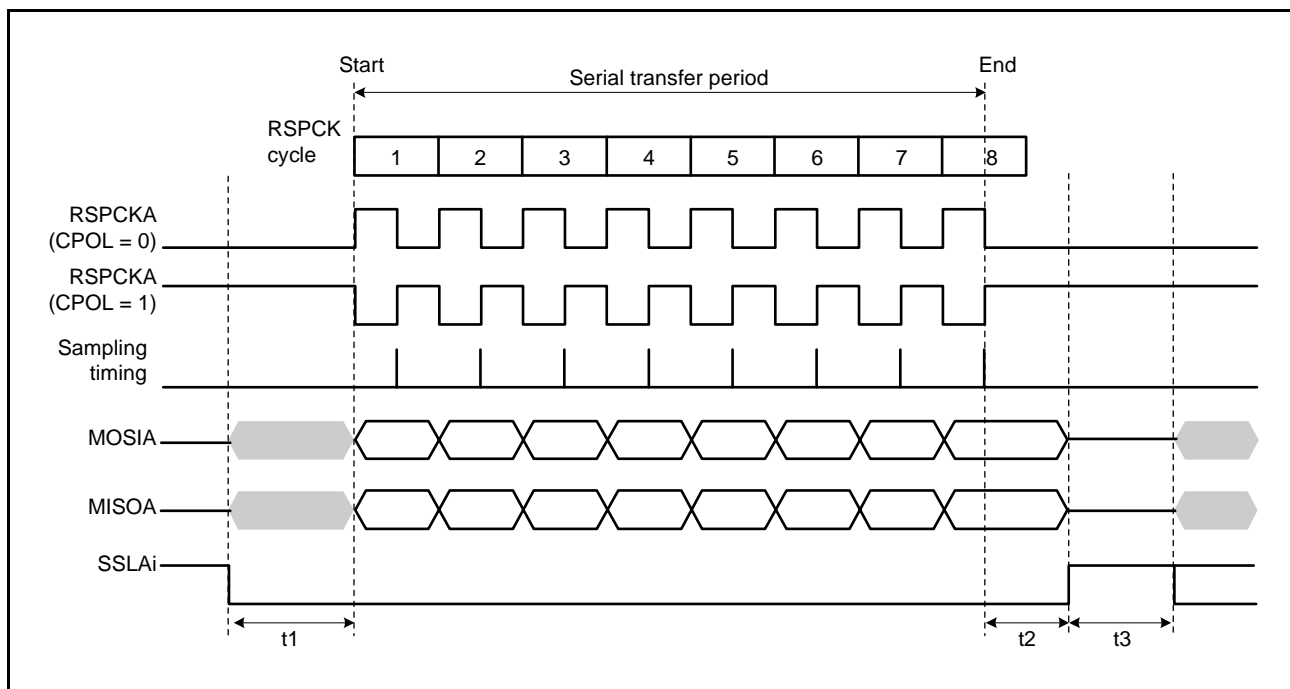 Start
End
Serial transfer period
RSPCK
cycle
1 2 3 4 5 6 7 8
RSPCKA
(CPOL = 0)
RSPCKA
(CPOL = 1)
Sampling
timing
MOSIA
MISOA
SSLAi
t1
t2
t3